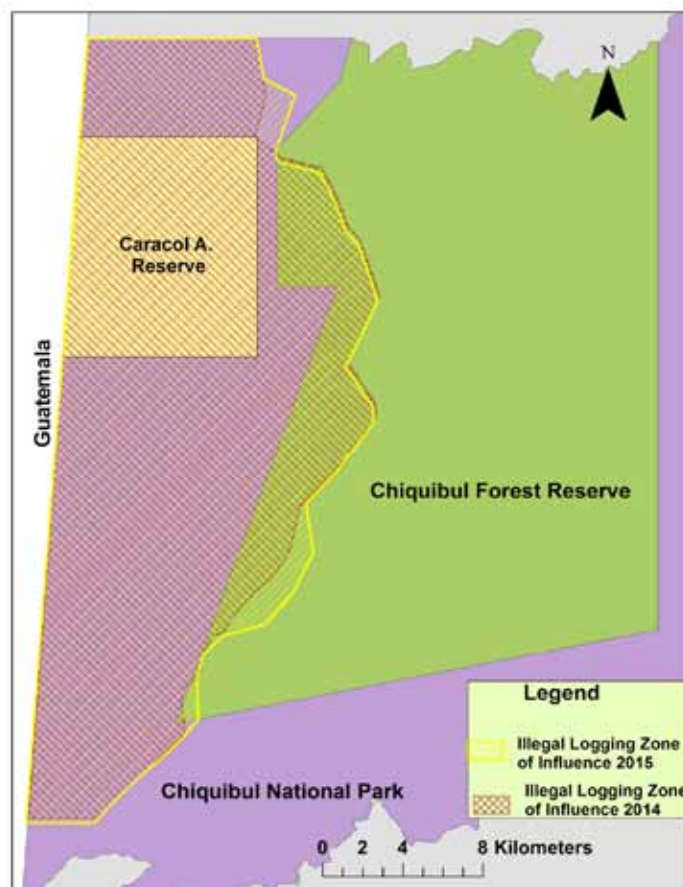 N
Caracol A.
Reserve
Guatemala
Chiquibul Forest Reserve
Legend
Illegal Logging Zone
of Influence 2015
Illegal Logging Zone
of Influence 2014
Chiquibul National Park
0 2 4 8 Kilometers